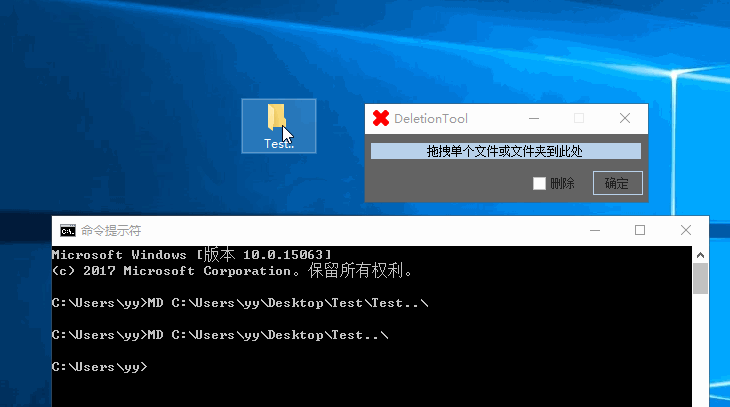 Test..
DeletionTool
拖拽单个文件或文件夹到此处
删除
确定
命令提示符
Microsoft Windows [版本 10.0.15063]
(c) 2017 Microsoft Corporation。保留所有权利。
C:\Users\yy>MD C:\Users\yy\Desktop\Test\Test..\
C:\Users\yy>MD C:\Users\yy\Desktop\Test..\
C:\Users\yy>